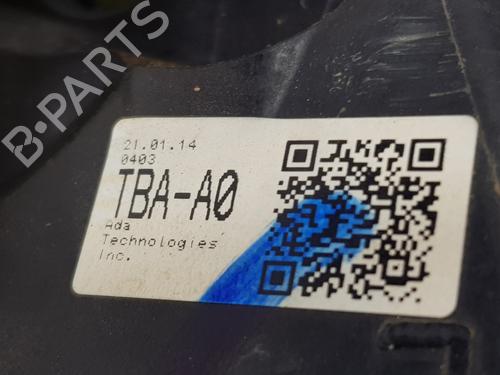 B-PARTS
21.01.14
0403
TBA-A0
Ada
Technologies
Inc.